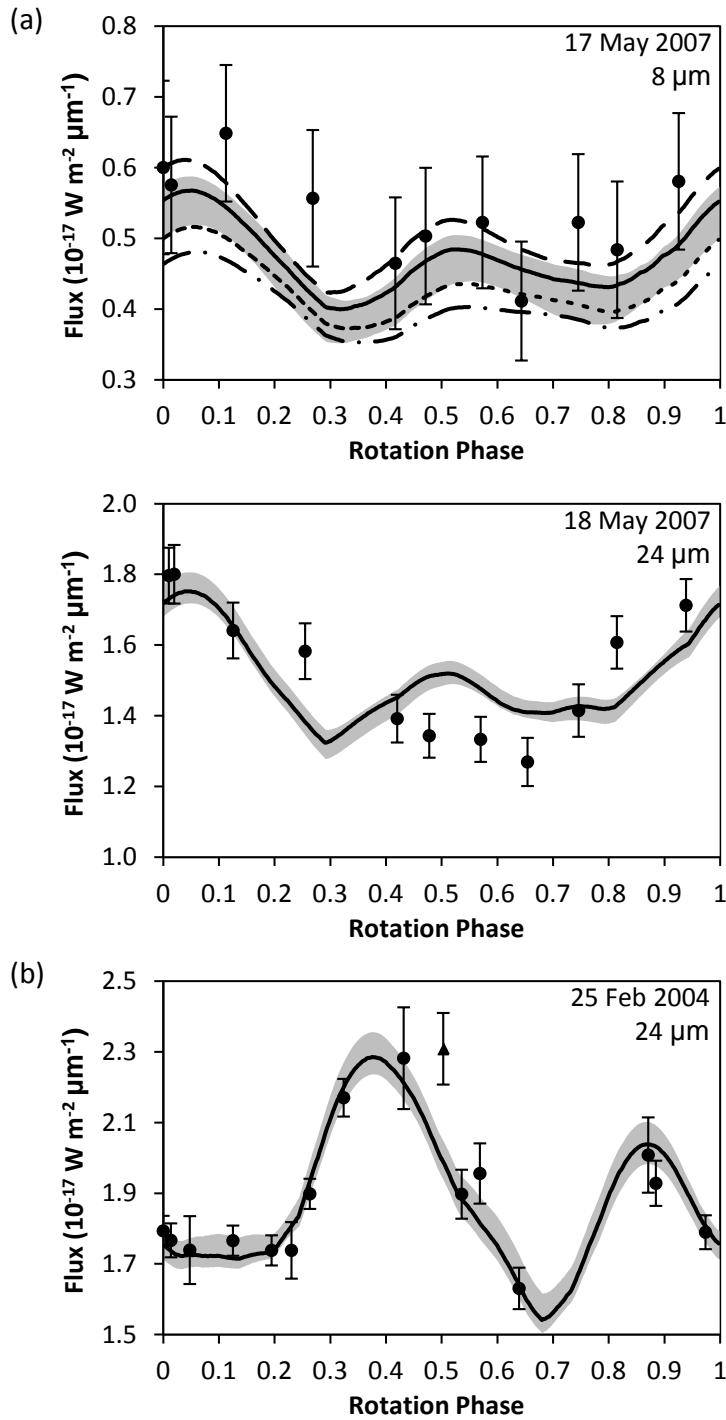 (a)
17 May 2007
8 µm
0.8
0.7
0.6
0.5
0.4
0.3
Flux (10⁻¹⁷ W m⁻² µm⁻¹)
0 0.1 0.2 0.3 0.4 0.5 0.6 0.7 0.8 0.9 1
Rotation Phase
18 May 2007
24 µm
2.0
1.8
1.6
1.4
1.2
1.0
Flux (10⁻¹⁷ W m⁻² µm⁻¹)
0 0.1 0.2 0.3 0.4 0.5 0.6 0.7 0.8 0.9 1
Rotation Phase
(b)
25 Feb 2004
24 µm
2.5
2.3
2.1
1.9
1.7
1.5
Flux (10⁻¹⁷ W m⁻² µm⁻¹)
0 0.1 0.2 0.3 0.4 0.5 0.6 0.7 0.8 0.9 1
Rotation Phase